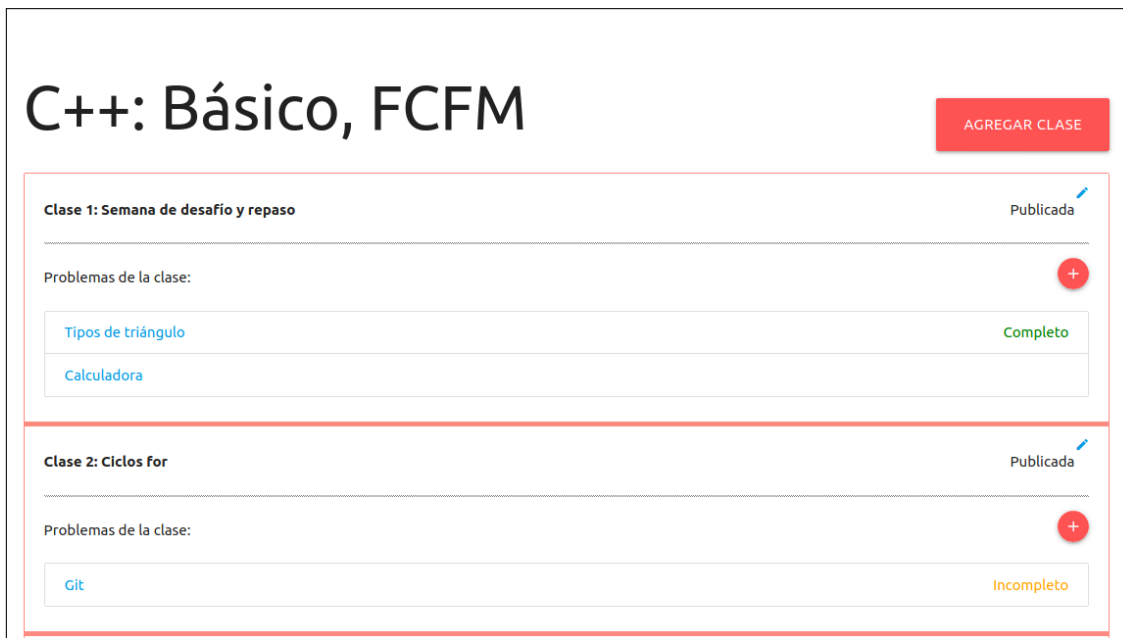 C++: Básico, FCFM
AGREGAR CLASE
Clase 1: Semana de desafío y repaso
Publicada
Problemas de la clase:
+
Tipos de triángulo
Completo
Calculadora
Clase 2: Ciclos for
Publicada
Problemas de la clase:
+
Git
Incompleto